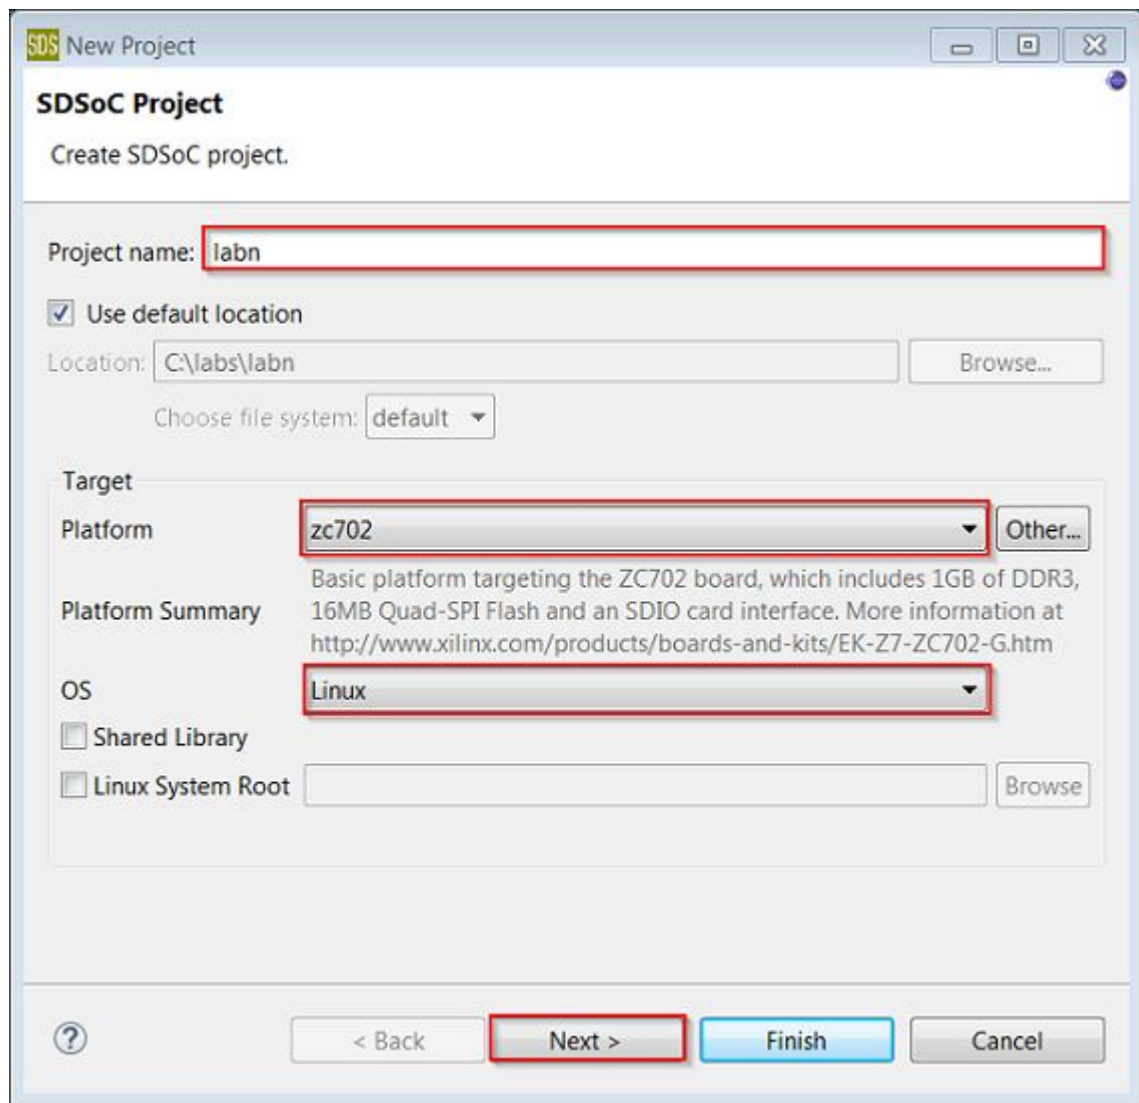 SDS New Project
SDSoC Project
Create SDSoC project.
Project name: labn
Use default location
Location: C:\labs\labn Browse...
Choose file system: default
Target
Platform zc702 Other...
Basic platform targeting the ZC702 board, which includes 1GB of DDR3,
Platform Summary 16MB Quad-SPI Flash and an SDIO card interface. More information at
http://www.xilinx.com/products/boards-and-kits/EK-Z7-ZC702-G.htm
OS Linux
Shared Library
Linux System Root Browse
? < Back Next > Finish Cancel